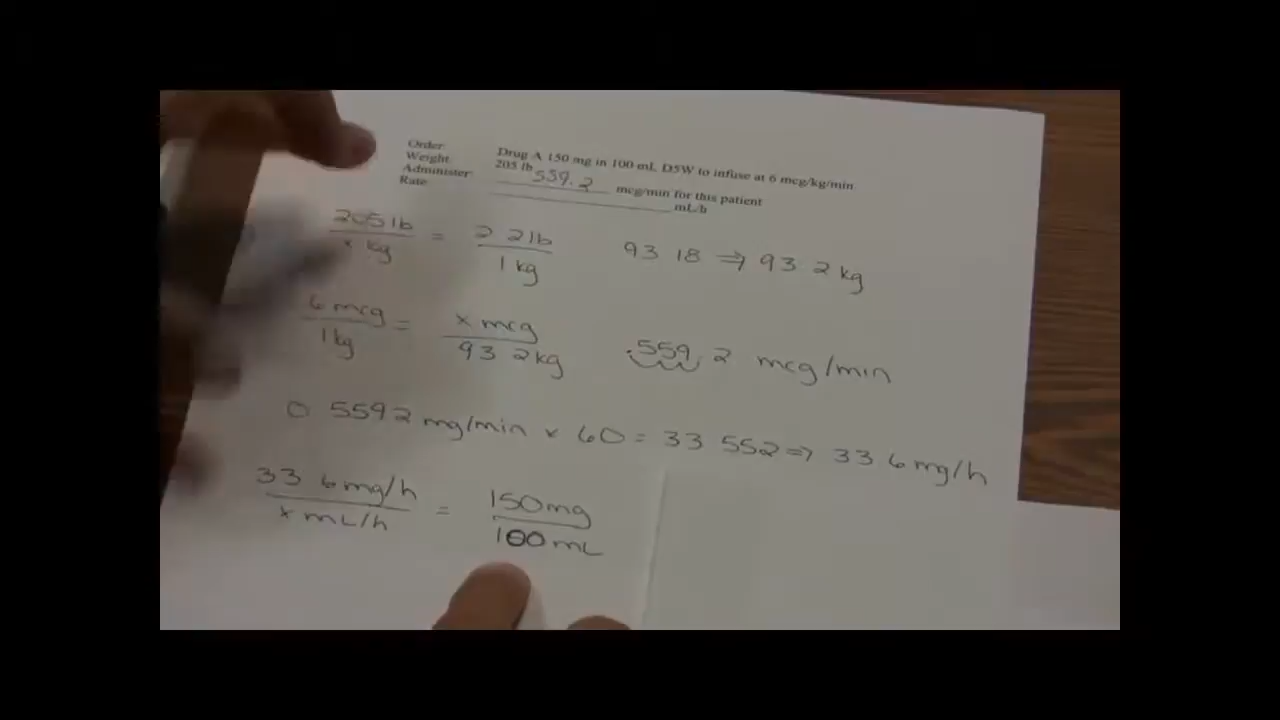 Order: Drug A 150 mg in 100 mL D5W to infuse at 6 mcg/kg/min
Weight: 205 lb
Administer: 559.2 mcg/min for this patient
Rate: mL/h
205 lb / x kg = 2 2 lb / 1 kg 93 18 ⇒ 93 2 kg
6 mcg / 1 kg = x mcg / 93 2 kg .559.2 mcg/min
0 5592 mg/min x 60 = 33 552 ⇒ 33 6 mg/h
33 6 mg/h / x mL/h = 150 mg / 100 mL